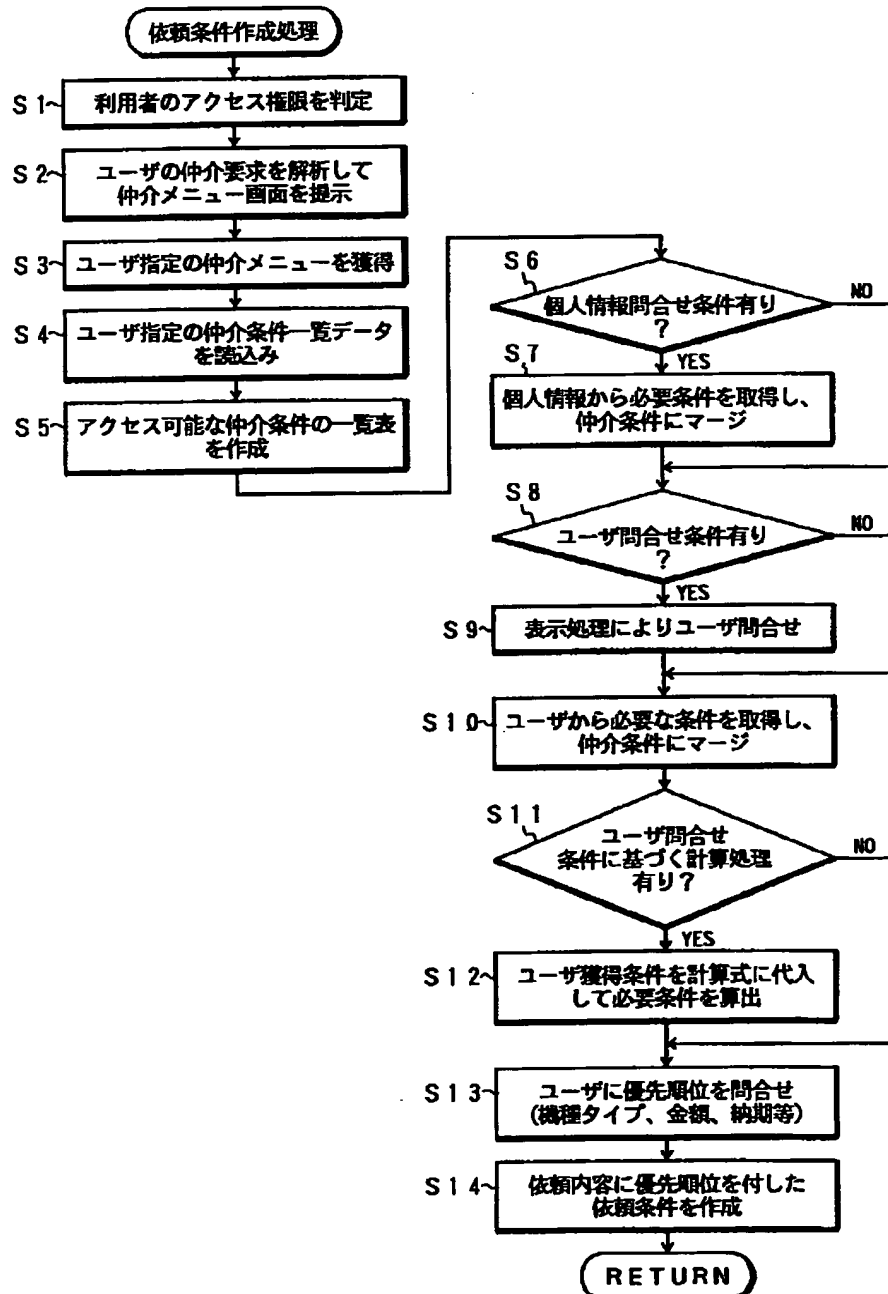 依頼条件作成処理
S1
利用者のアクセス権限を判定
S2
ユーザの仲介要求を解析して
仲介メニュー画面を提示
S3
ユーザ指定の仲介メニューを獲得
S4
ユーザ指定の仲介条件一覧データ
を読込み
S5
アクセス可能な仲介条件の一覧表
を作成
S6
個人情報問合せ条件有り
?
NO
YES
S7
個人情報から必要条件を取得し、
仲介条件にマージ
S8
ユーザ問合せ条件有り
?
NO
YES
S9
表示処理によりユーザ問合せ
S10
ユーザから必要な条件を取得し、
仲介条件にマージ
S11
ユーザ問合せ
条件に基づく計算処理
有り?
NO
YES
S12
ユーザ獲得条件を計算式に代入
して必要条件を算出
S13
ユーザに優先順位を問合せ
(機種タイプ、金額、納期等)
S14
依頼内容に優先順位を付した
依頼条件を作成
RETURN